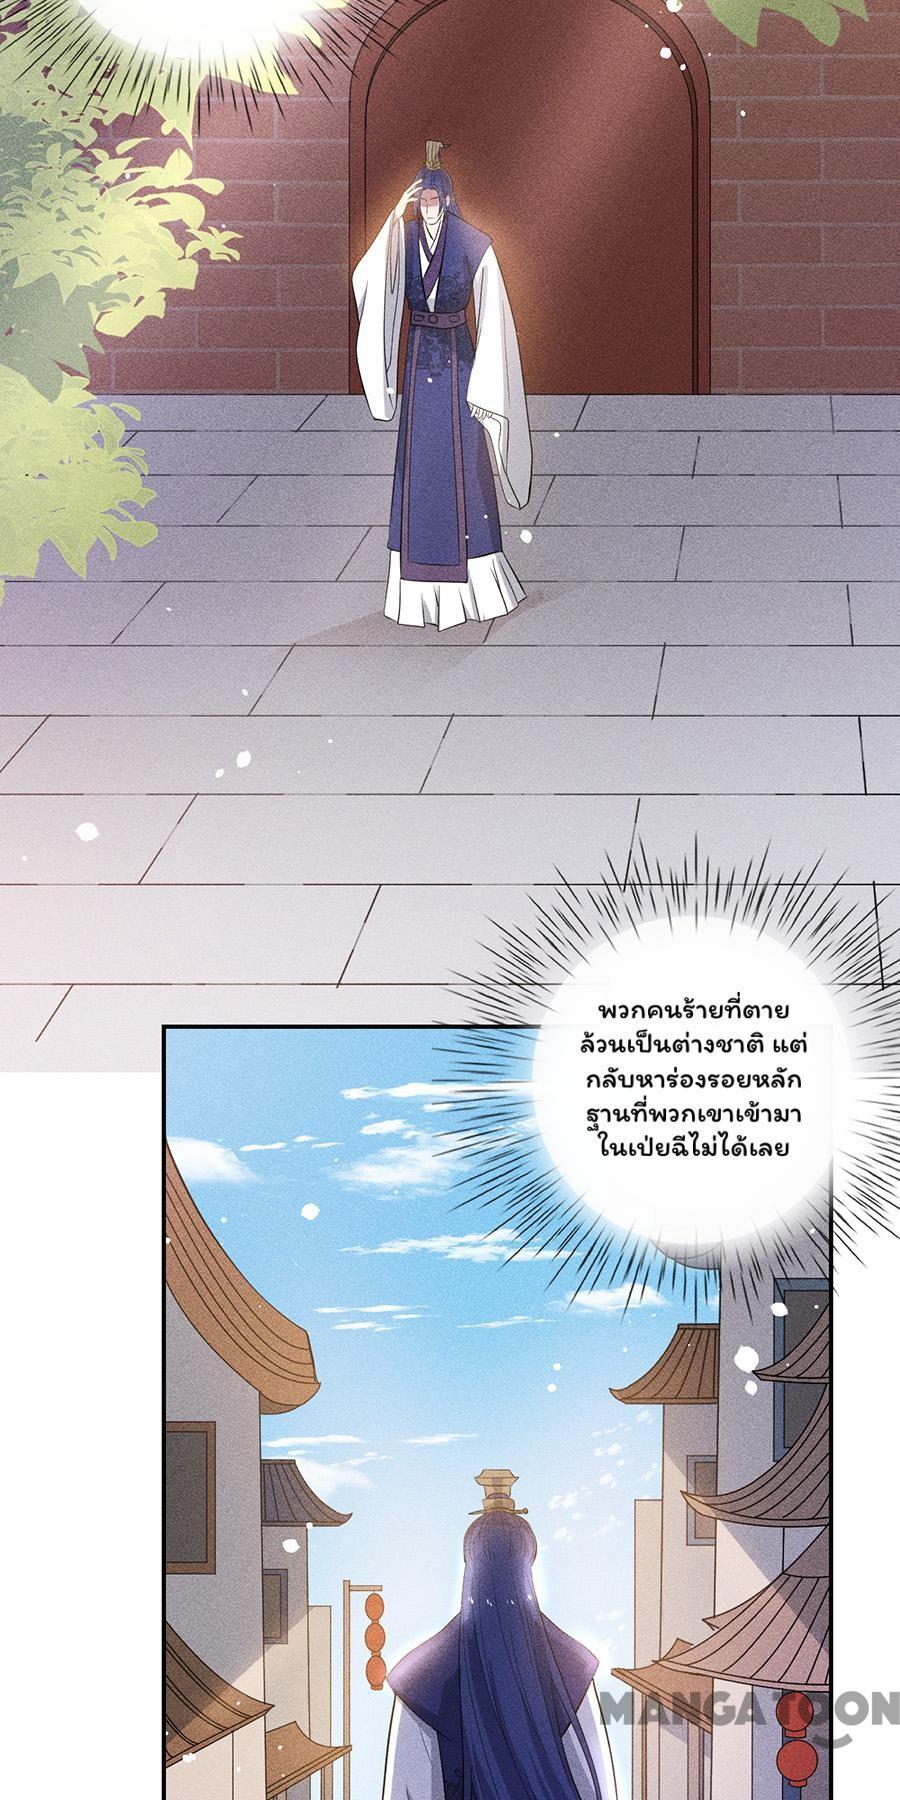 พวกคนร้ายที่ตาย
ล้วนเป็นต่างชาติ แต่
กลับหาร่องรอยหลัก
ฐานที่พวกเขาเข้ามา
ในเป่ยฉีไม่ได้เลย
MANGATOON